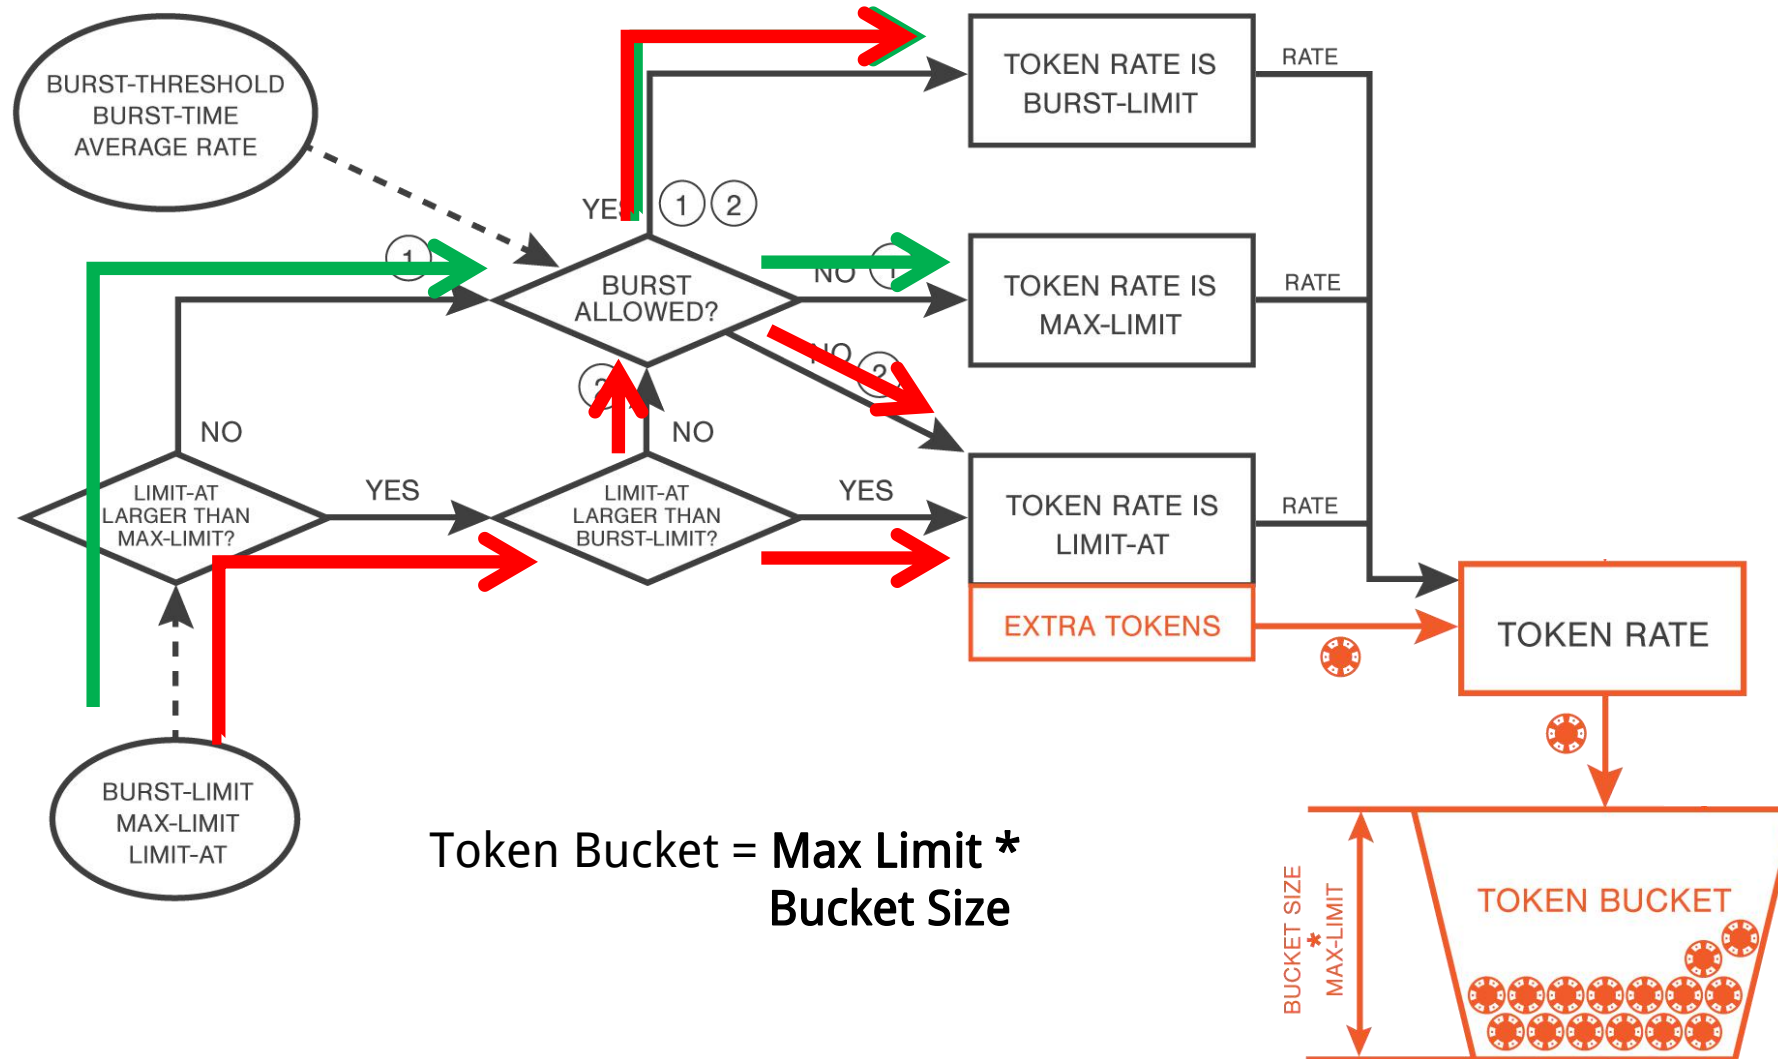 BURST-THRESHOLD
BURST-TIME
AVERAGE RATE
TOKEN RATE IS
BURST-LIMIT
RATE
YES
1
2
1
BURST
ALLOWED?
NO
1
TOKEN RATE IS
MAX-LIMIT
RATE
NO
2
2
NO
NO
LIMIT-AT
LARGER THAN
MAX-LIMIT?
YES
LIMIT-AT
LARGER THAN
BURST-LIMIT?
YES
TOKEN RATE IS
LIMIT-AT
RATE
EXTRA TOKENS
TOKEN RATE
BURST-LIMIT
MAX-LIMIT
LIMIT-AT
Token Bucket = Max Limit *
Bucket Size
BUCKET SIZE
*
MAX-LIMIT
TOKEN BUCKET